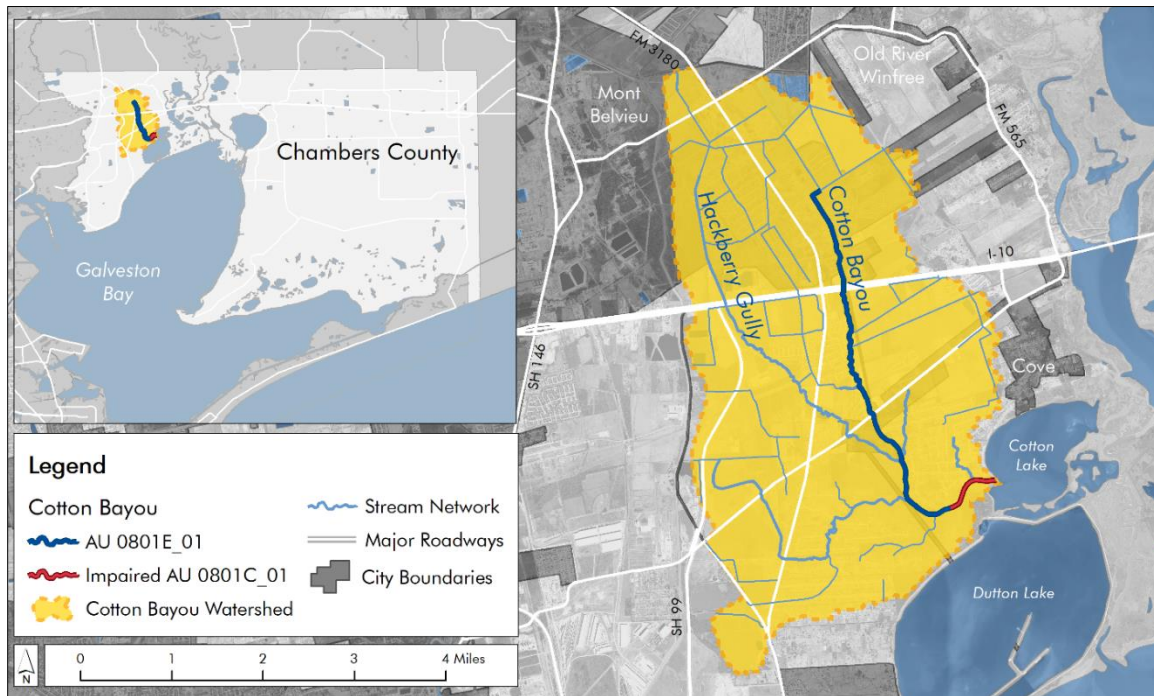 Chambers County
Galveston
Bay
FM 3180
Mont
Belvieu
Old River
Winfree
FM 565
Hackberry Gully
Cotton Bayou
I-10
SH 146
Cove
Cotton
Lake
Dutton Lake
SH 99
Legend
Cotton Bayou
AU 0801E_01
Impaired AU 0801C_01
Cotton Bayou Watershed
Stream Network
Major Roadways
City Boundaries
N
0 1 2 3 4 Miles